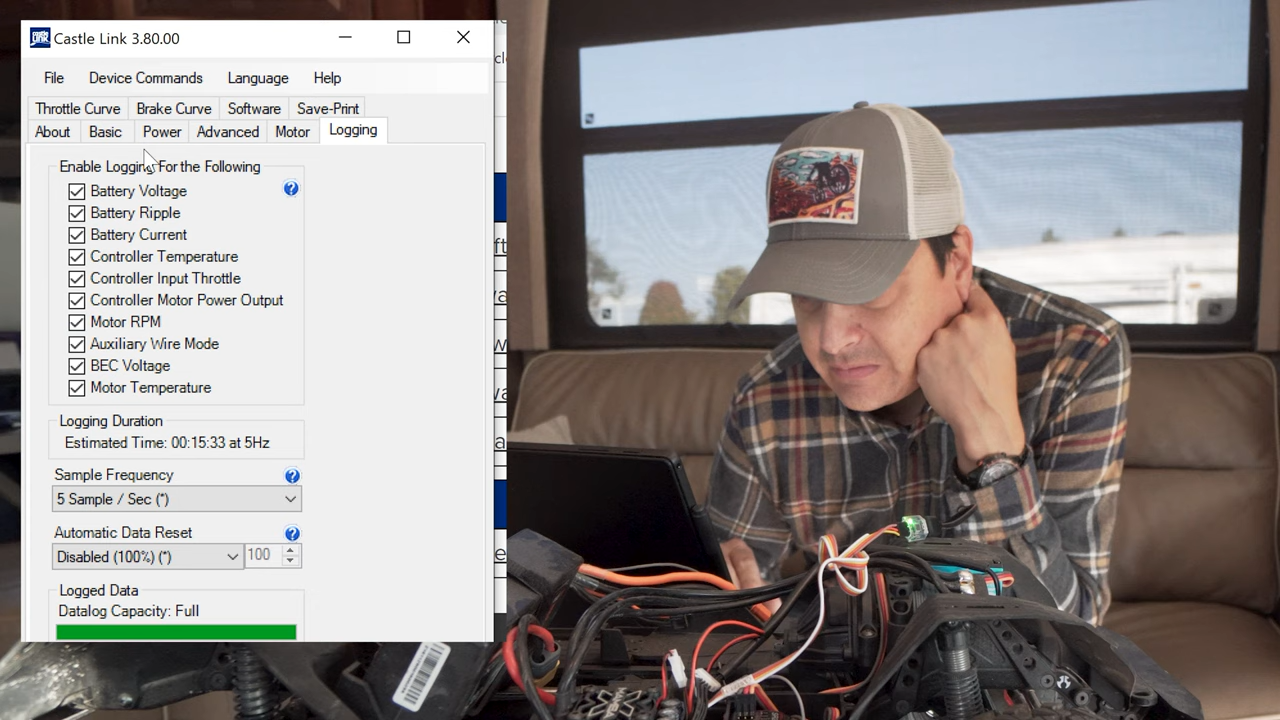 Castle Link 3.80.00
File Device Commands Language Help
Throttle Curve Brake Curve Software Save-Print
About Basic Power Advanced Motor Logging
Enable Logging For the Following
Battery Voltage
Battery Ripple
Battery Current
Controller Temperature
Controller Input Throttle
Controller Motor Power Output
Motor RPM
Auxiliary Wire Mode
BEC Voltage
Motor Temperature
Logging Duration
Estimated Time: 00:15:33 at 5Hz
Sample Frequency
5 Sample / Sec (*)
Automatic Data Reset
Disabled (100%) (*) 100
Logged Data
Datalog Capacity: Full